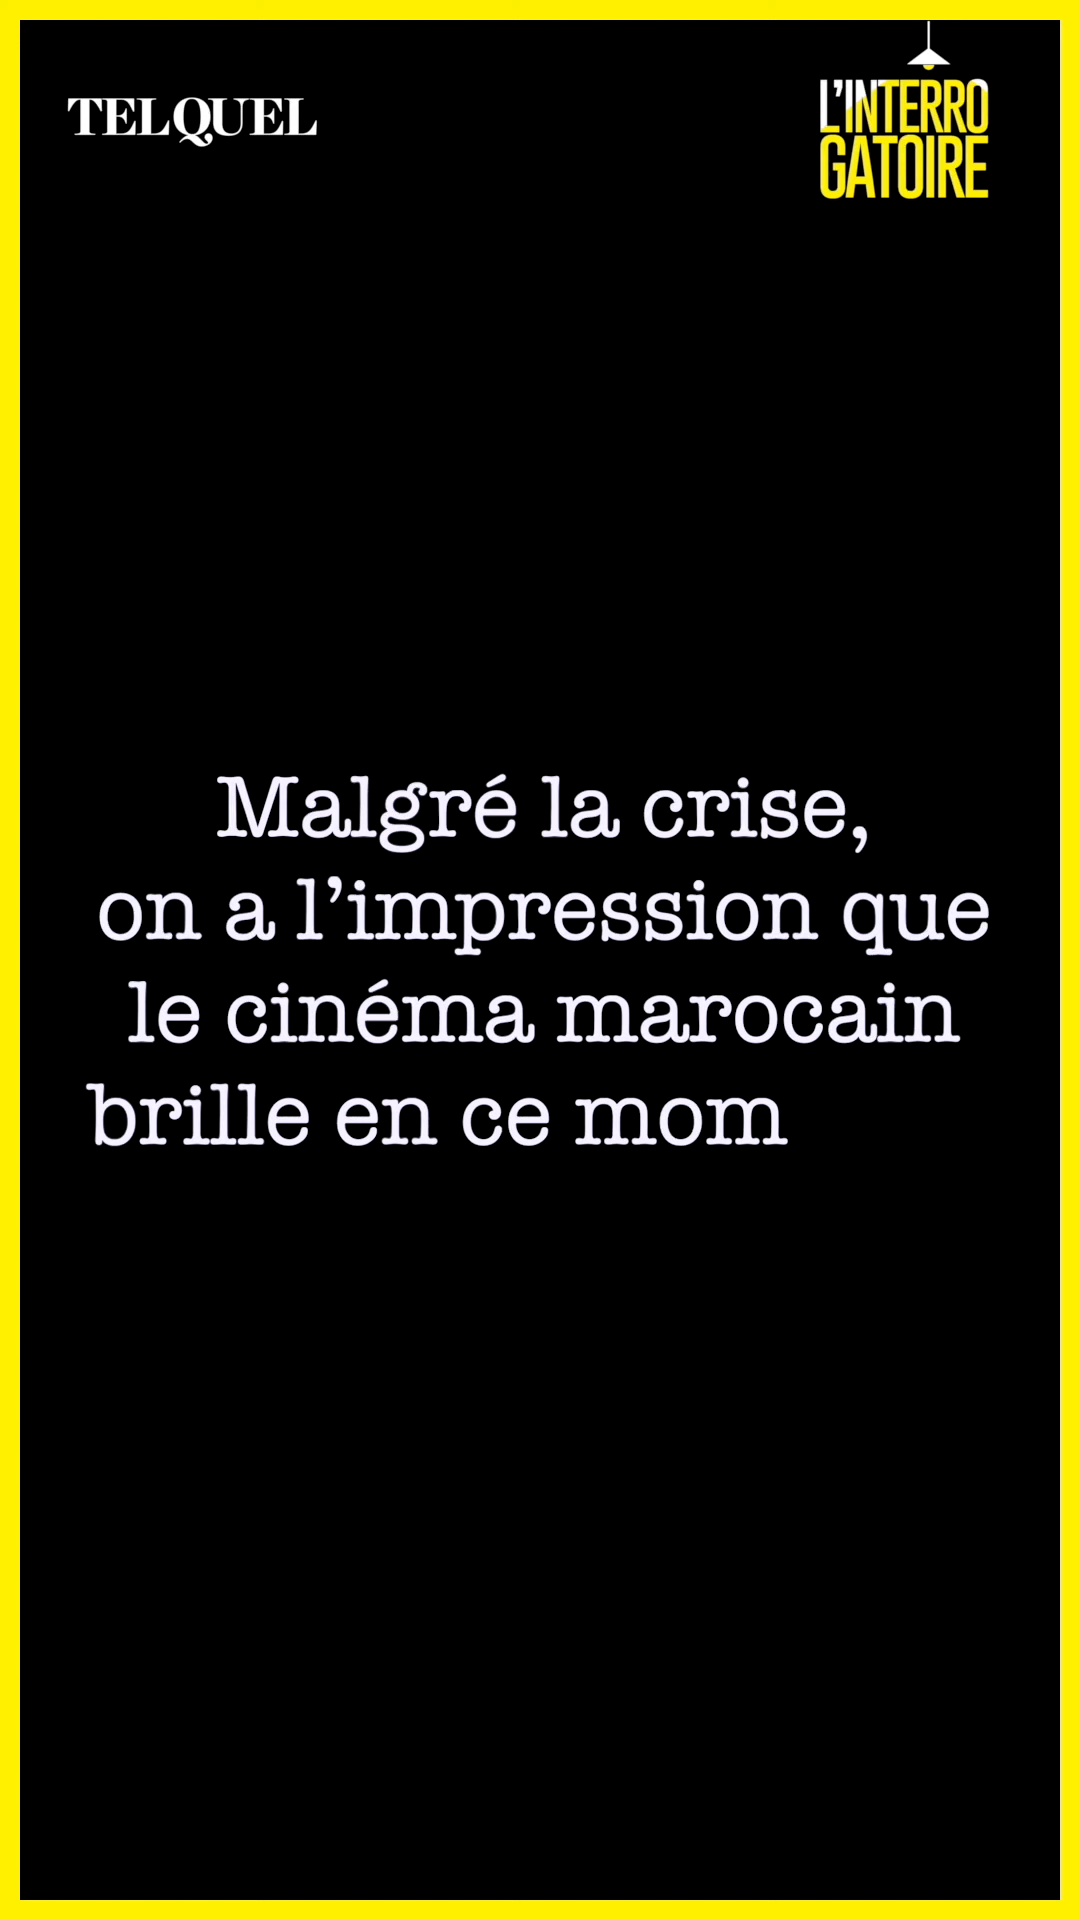 TELQUEL
L'INTERRO
GATOIRE
Malgré la crise,
on a l’impression que
le cinéma marocain
brille en ce mom